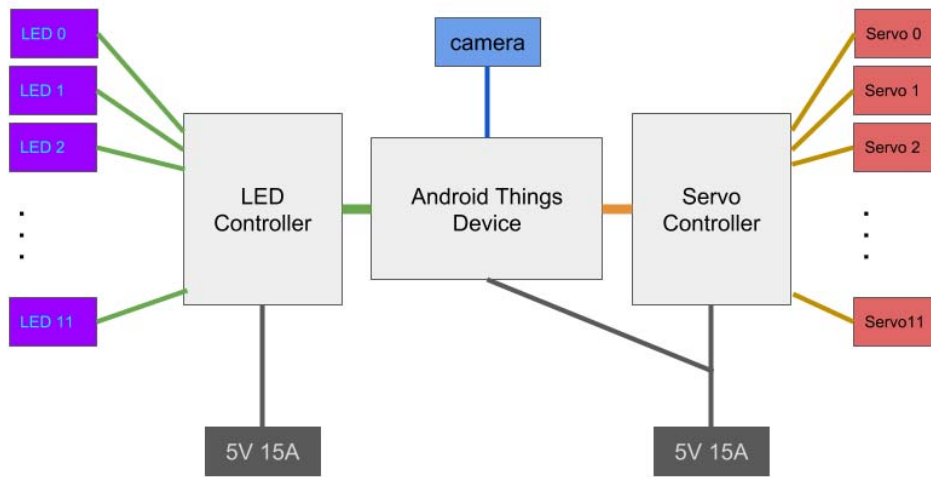 LED 0
camera
Servo 0
LED 1
Servo 1
LED 2
Servo 2
LED
Controller
Android Things
Device
Servo
Controller
LED 11
Servo11
5V 15A
5V 15A